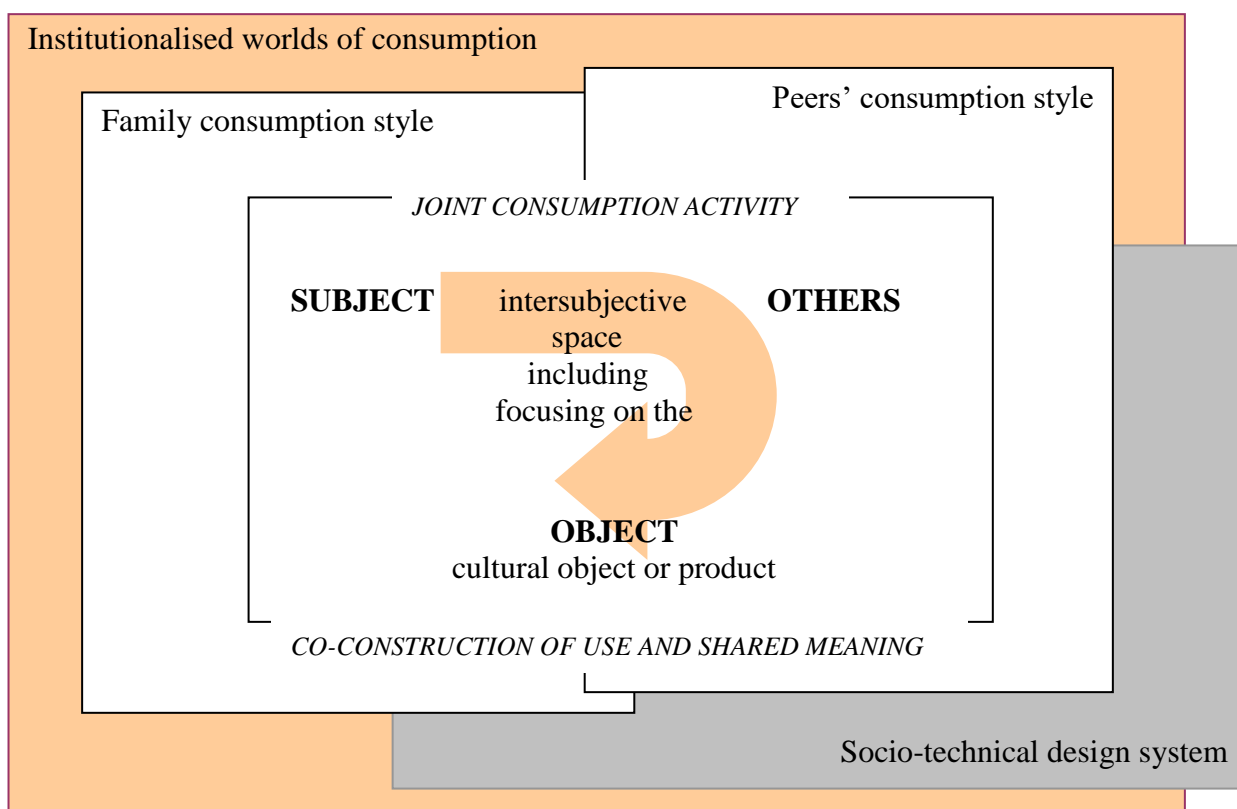 Institutionalised worlds of consumption
Peers’ consumption style
Family consumption style
JOINT CONSUMPTION ACTIVITY
SUBJECT intersubjective OTHERS
space
including
focusing on the
OBJECT
cultural object or product
CO-CONSTRUCTION OF USE AND SHARED MEANING
Socio-technical design system